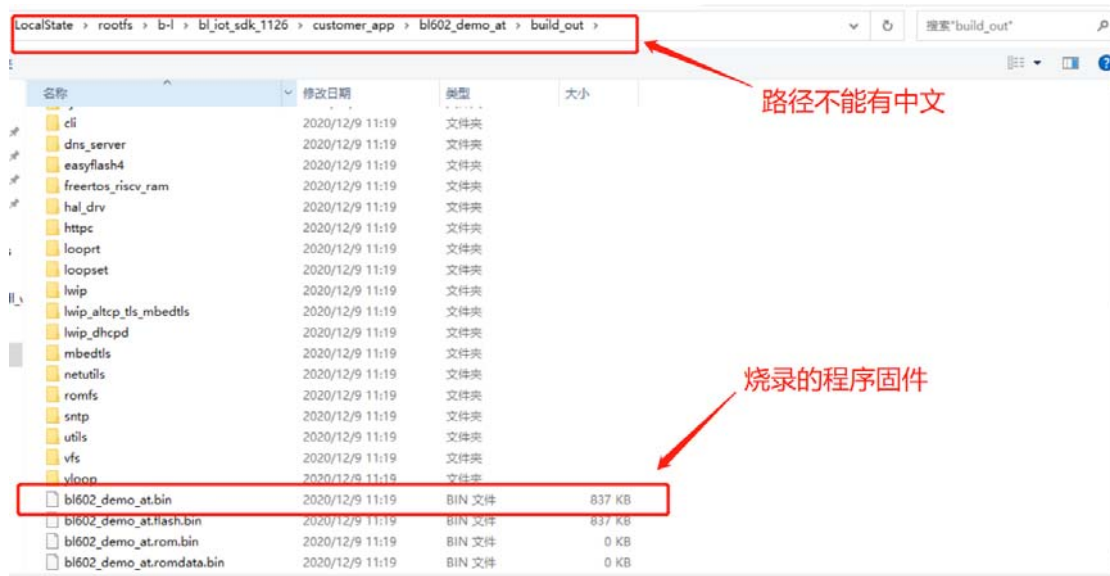 LocalState › rootfs › b-l › bl_iot_sdk_1126 › customer_app › bl602_demo_at › build_out ›
搜索"build_out"
路径不能有中文
名称 修改日期 类型 大小
cli 2020/12/9 11:19 文件夹
dns_server 2020/12/9 11:19 文件夹
easyflash4 2020/12/9 11:19 文件夹
freertos_riscv_ram 2020/12/9 11:19 文件夹
hal_drv 2020/12/9 11:19 文件夹
httpc 2020/12/9 11:19 文件夹
looprt 2020/12/9 11:19 文件夹
loopset 2020/12/9 11:19 文件夹
lwip 2020/12/9 11:19 文件夹
lwip_altcp_tls_mbedtls 2020/12/9 11:19 文件夹
lwip_dhcpd 2020/12/9 11:19 文件夹
mbedtls 2020/12/9 11:19 文件夹
netutils 2020/12/9 11:19 文件夹
烧录的程序固件
romfs 2020/12/9 11:19 文件夹
sntp 2020/12/9 11:19 文件夹
utils 2020/12/9 11:19 文件夹
vfs 2020/12/9 11:19 文件夹
yloop 2020/12/9 11:19 文件夹
bl602_demo_at.bin 2020/12/9 11:19 BIN 文件 837 KB
bl602_demo_at.flash.bin 2020/12/9 11:19 BIN 文件 837 KB
bl602_demo_at.rom.bin 2020/12/9 11:19 BIN 文件 0 KB
bl602_demo_at.romdata.bin 2020/12/9 11:19 BIN 文件 0 KB